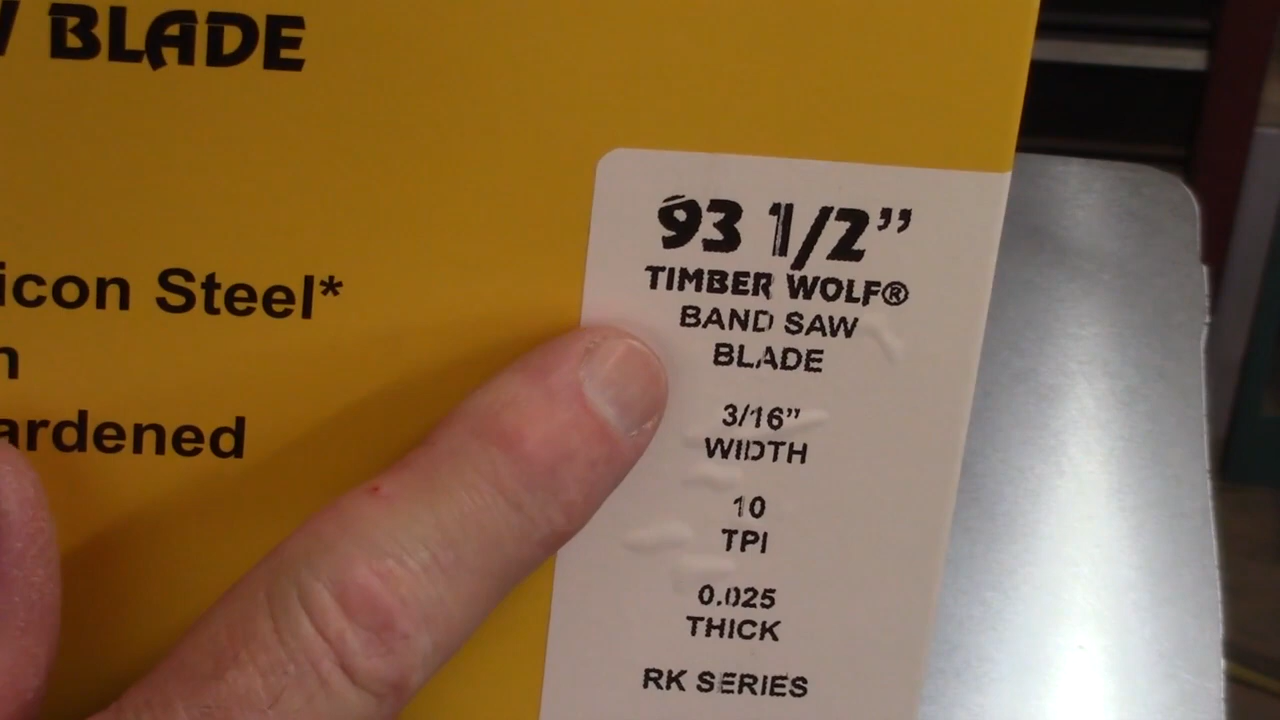 BLADE
icon Steel*
ardened
93 1/2”
TIMBER WOLF®
BAND SAW
BLADE
3/16”
WIDTH
10
TPI
0.025
THICK
RK SERIES